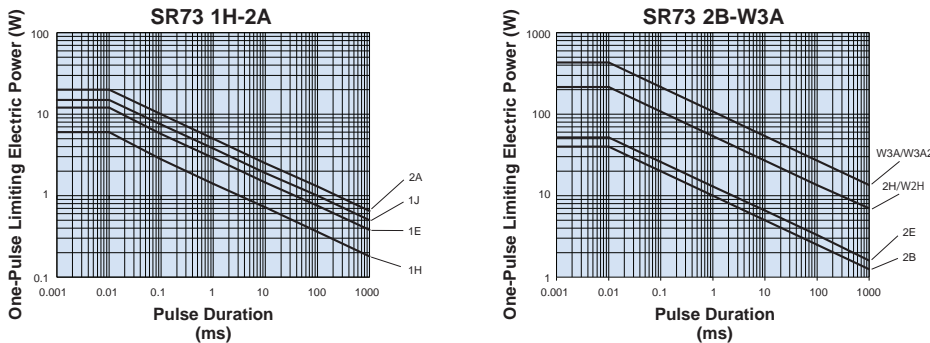 SR73 1H-2A
One-Pulse Limiting Electric Power (W)
100
10
1
0.1
2A
1J
1E
1H
0.001 0.01 0.1 1 10 100 1000
Pulse Duration
(ms)
SR73 2B-W3A
One-Pulse Limiting Electric Power (W)
1000
100
10
1
W3A/W3A2
2H/W2H
2E
2B
0.001 0.01 0.1 1 10 100 1000
Pulse Duration
(ms)